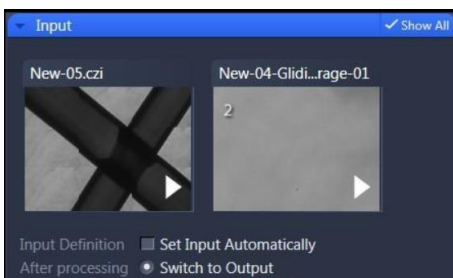 Input
Show All
New-05.czi
New-04-Glidi...rage-01
2
Input Definition Set Input Automatically
After processing Switch to Output